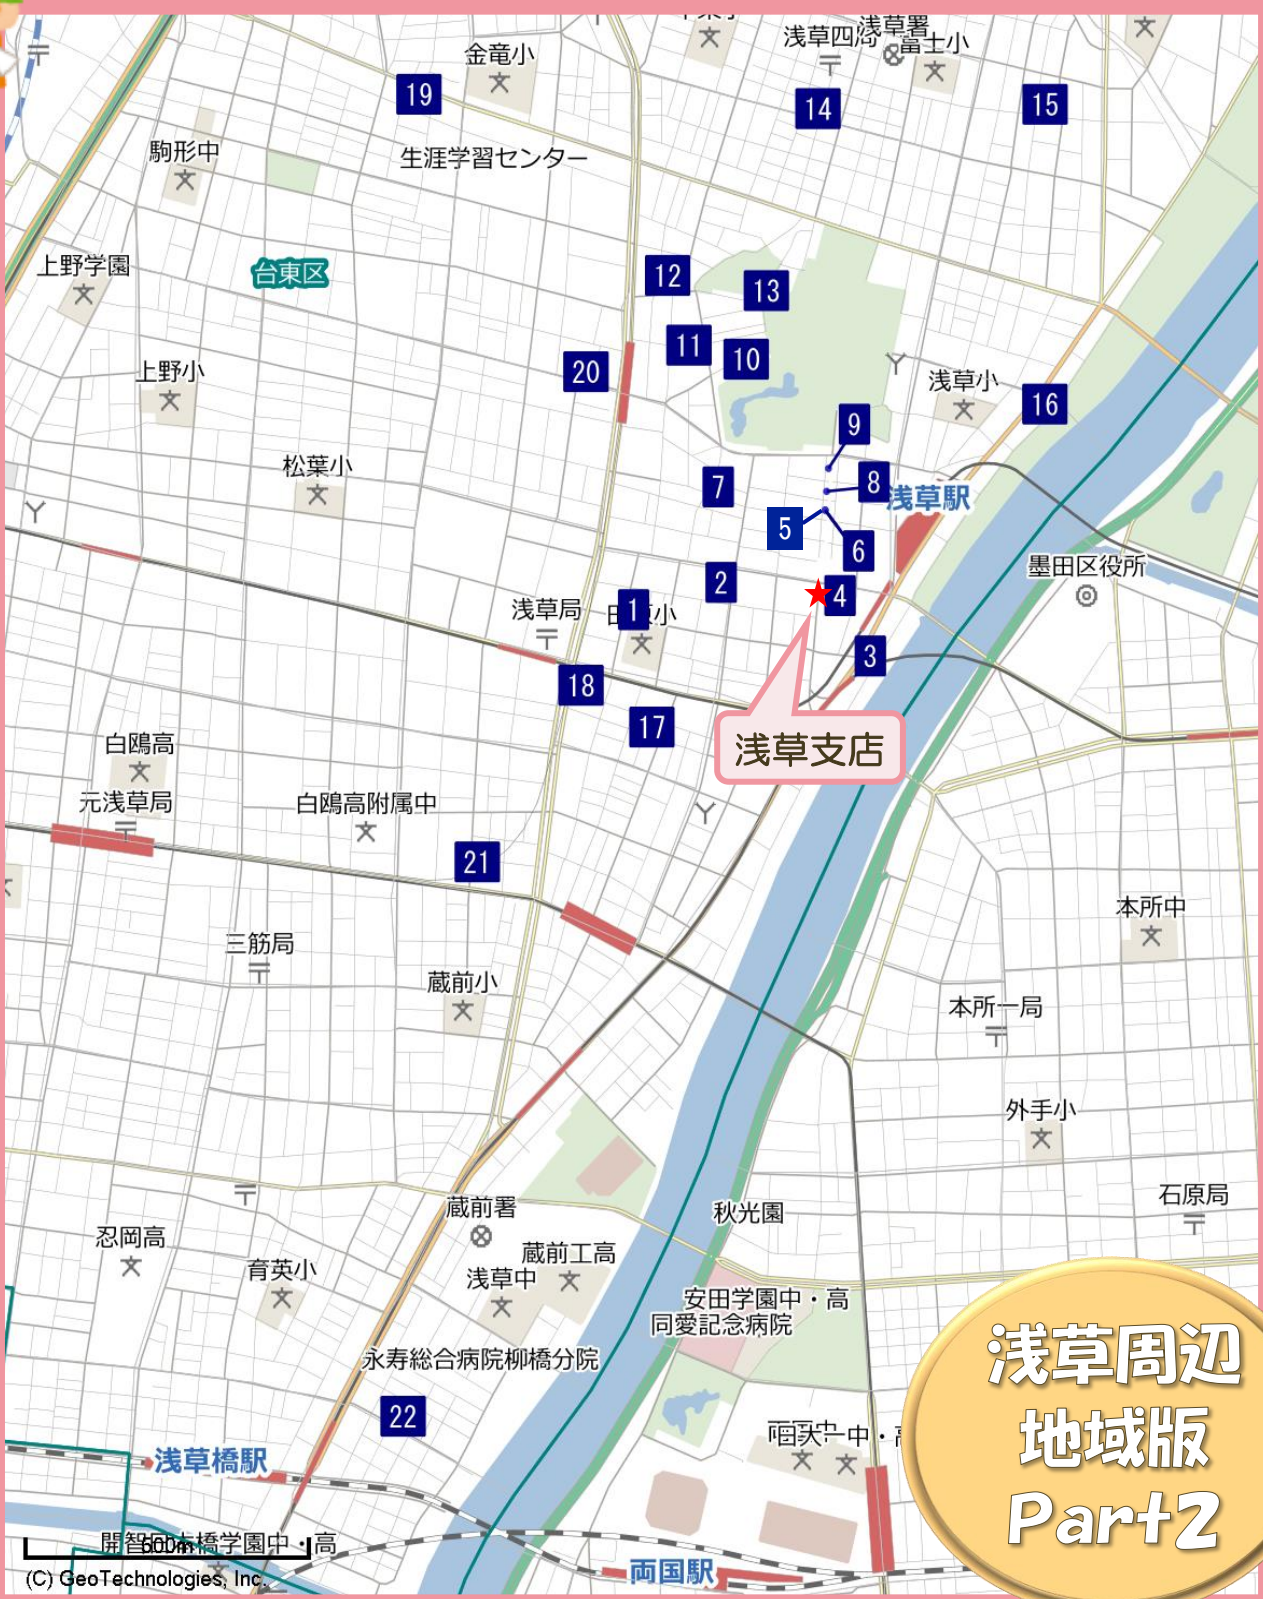 浅草署
浅草四局
富士小
金竜小
19
14
15
駒形中
生涯学習センター
上野学園
台東区
12
13
11
10
20
上野小
浅草小
16
9
松葉小
7
8
浅草駅
5
6
墨田区役所
2
4
浅草局
1
3
18
17
浅草支店
白鴎高
元浅草局
白鴎高附属中
21
本所中
三筋局
蔵前小
本所一局
外手小
石原局
蔵前署
秋光園
忍岡高
蔵前工高
育英小
浅草中
安田学園中・高
同愛記念病院
永寿総合病院柳橋分院
22
浅草橋駅
両国駅
500m
(C) GeoTechnologies, Inc.
浅草周辺
地域版
Part2